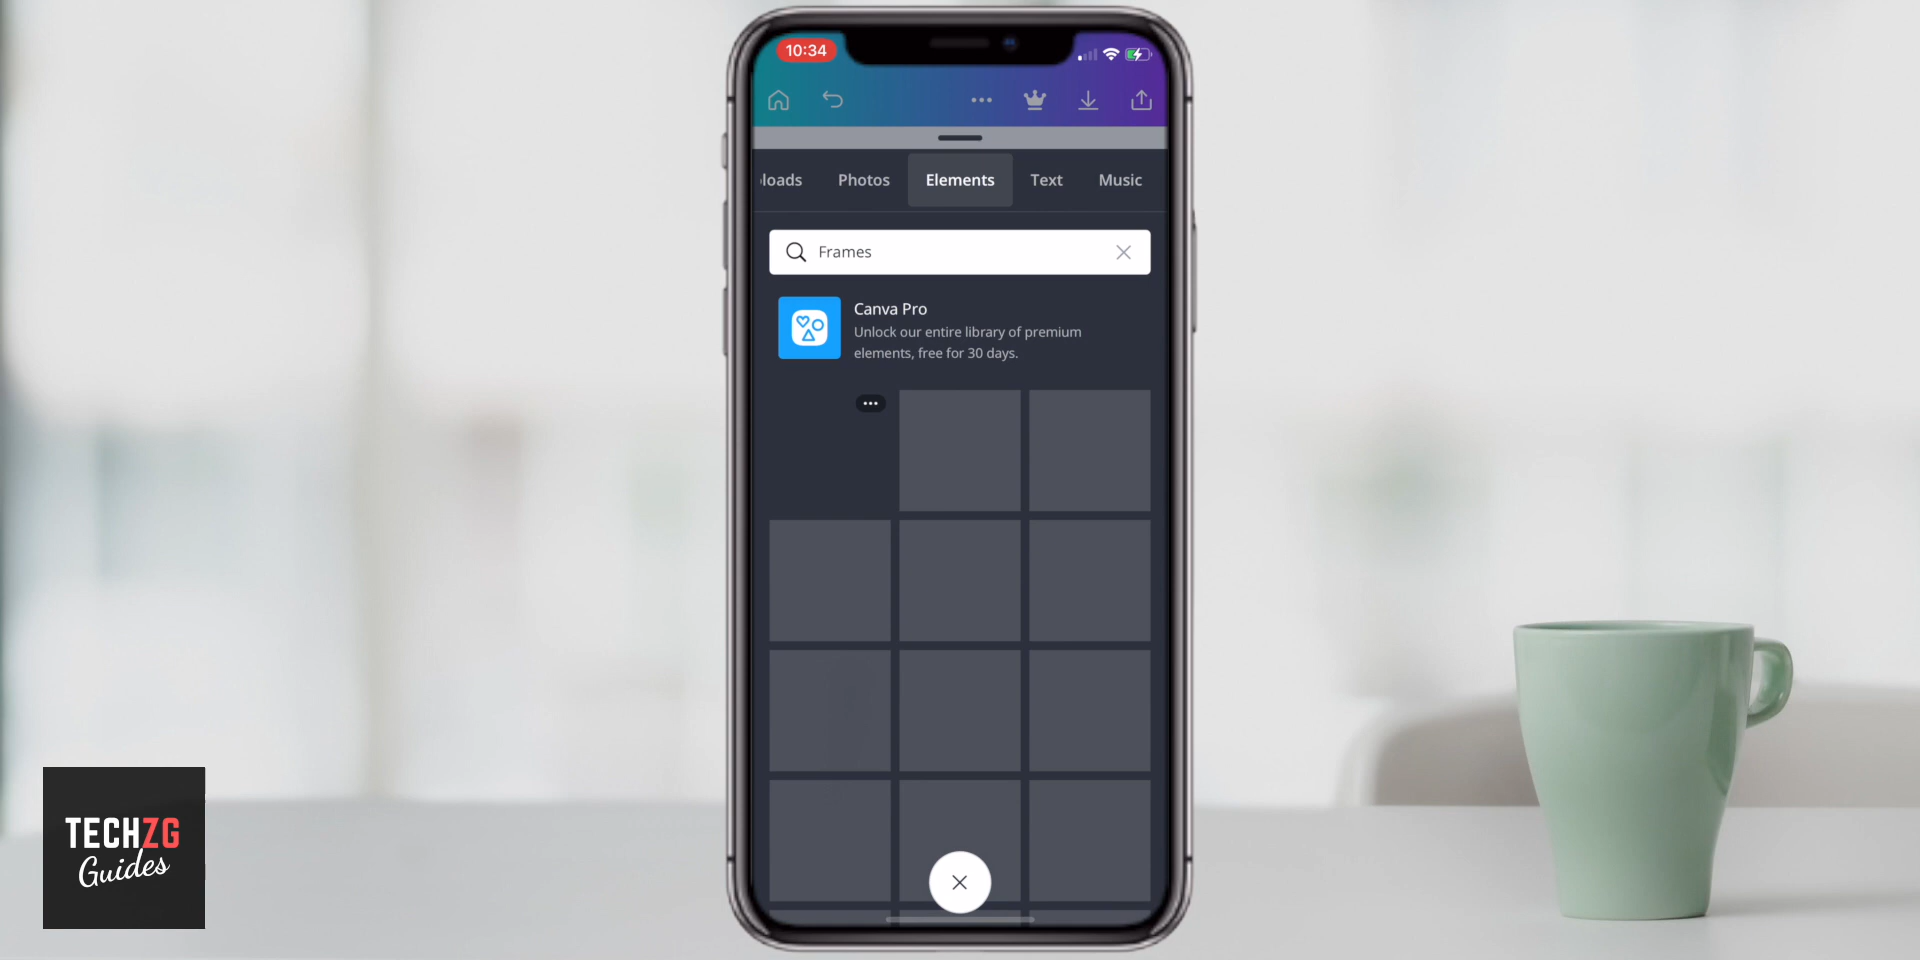 10:34
loads Photos Elements Text Music
Frames
Canva Pro
Unlock our entire library of premium
elements, free for 30 days.
TECHZG
Guides